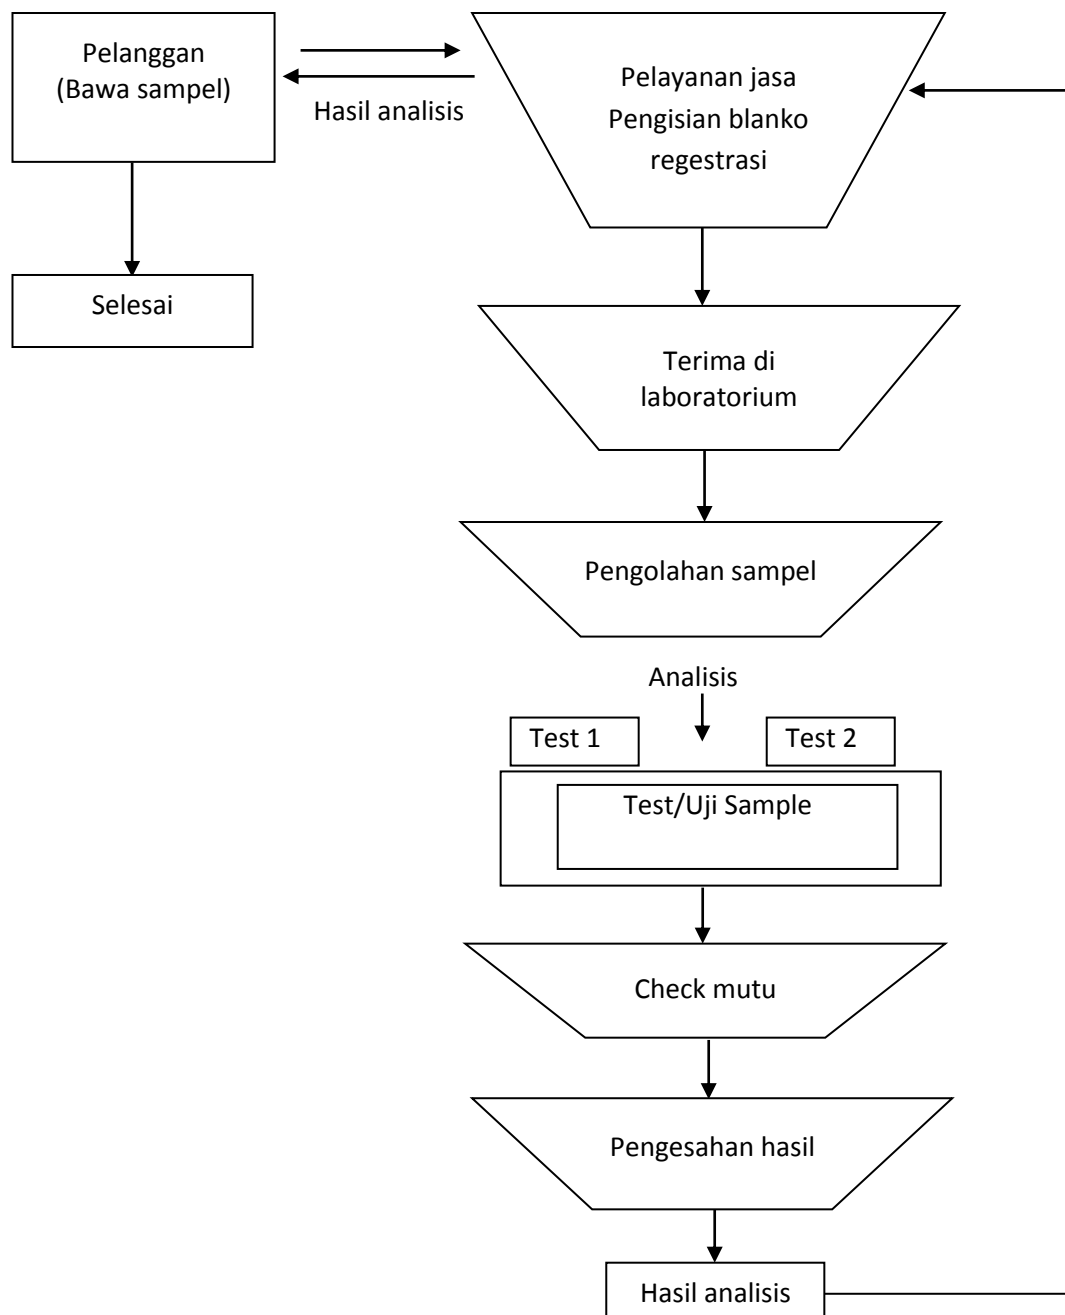 Pelanggan
(Bawa sampel)
Hasil analisis
Pelayanan jasa
Pengisian blanko
regestrasi
Selesai
Terima di
laboratorium
Pengolahan sampel
Analisis
Test 1
Test 2
Test/Uji Sample
Check mutu
Pengesahan hasil
Hasil analisis